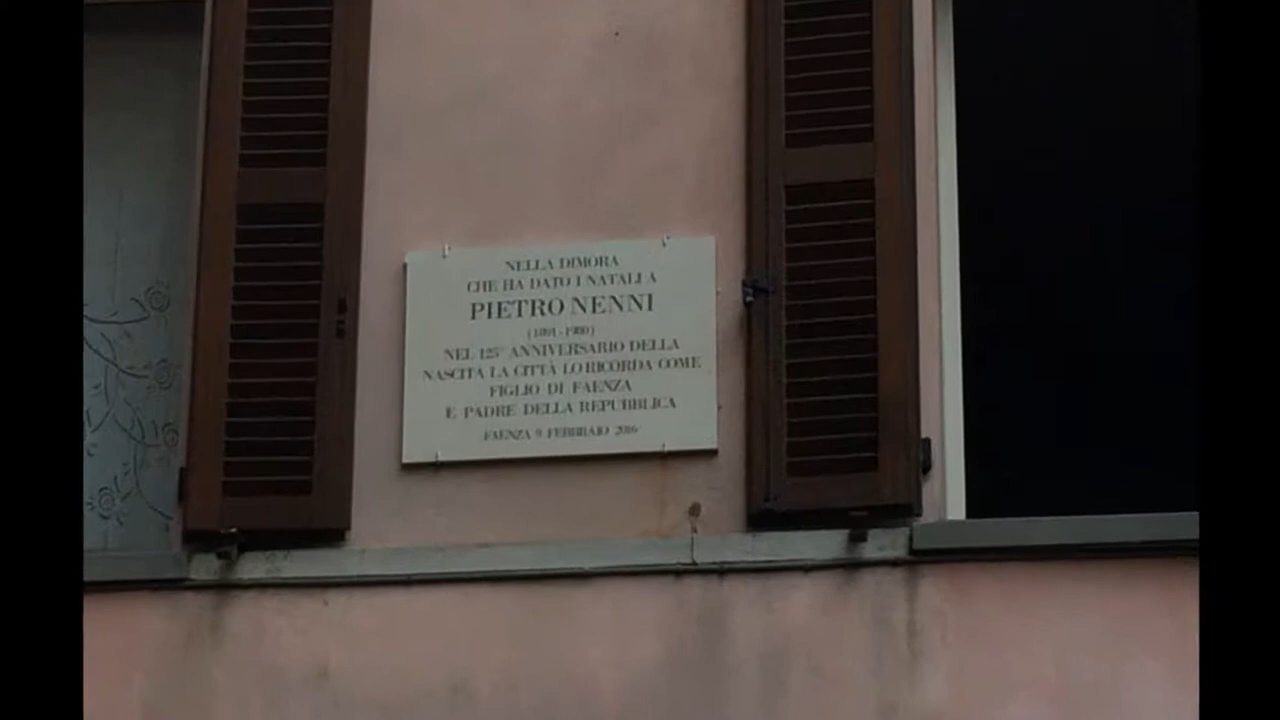 NELLA DIMORA
CHE HA DATO I NATALI A
PIETRO NENNI
(1891-1980)
NEL 125° ANNIVERSARIO DELLA
NASCITA LA CITTÀ LO RICORDA COME
FIGLIO DI FAENZA
E PADRE DELLA REPUBBLICA
FAENZA 9 FEBBRAIO 2016